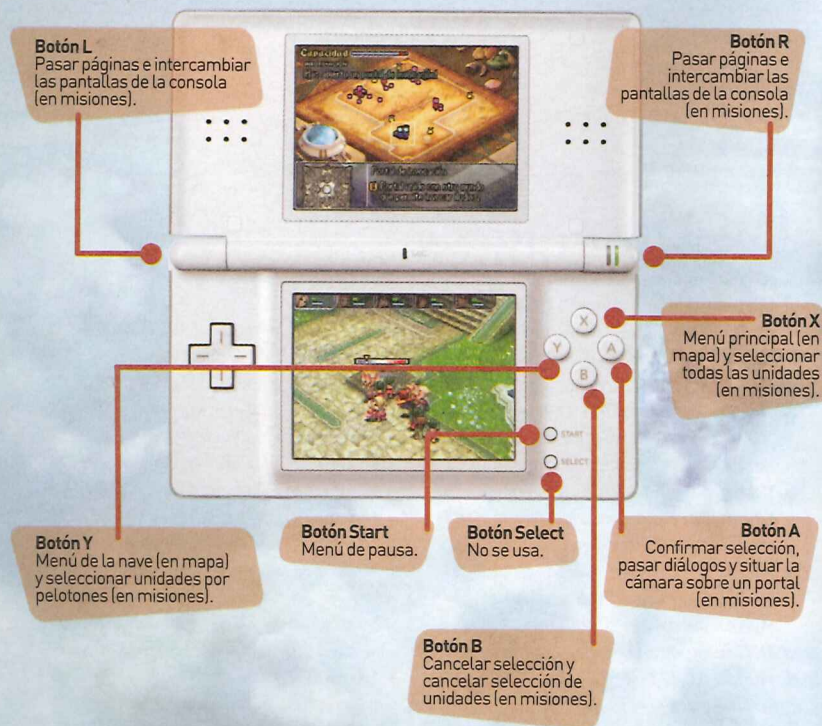 Botón L
Pasar páginas e intercambiar
las pantallas de la consola
(en misiones).
Botón R
Pasar páginas e
intercambiar las
pantallas de la consola
(en misiones).
Capacidad
Botón X
Menú principal (en
mapa) y seleccionar
todas las unidades
(en misiones).
X
Y
A
B
START
SELECT
Botón Y
Menú de la nave (en mapa)
y seleccionar unidades por
pelotones (en misiones).
Botón Start
Menú de pausa.
Botón Select
No se usa.
Botón A
Confirmar selección,
pasar diálogos y situar la
cámara sobre un portal
(en misiones).
Botón B
Cancelar selección y
cancelar selección de
unidades (en misiones).